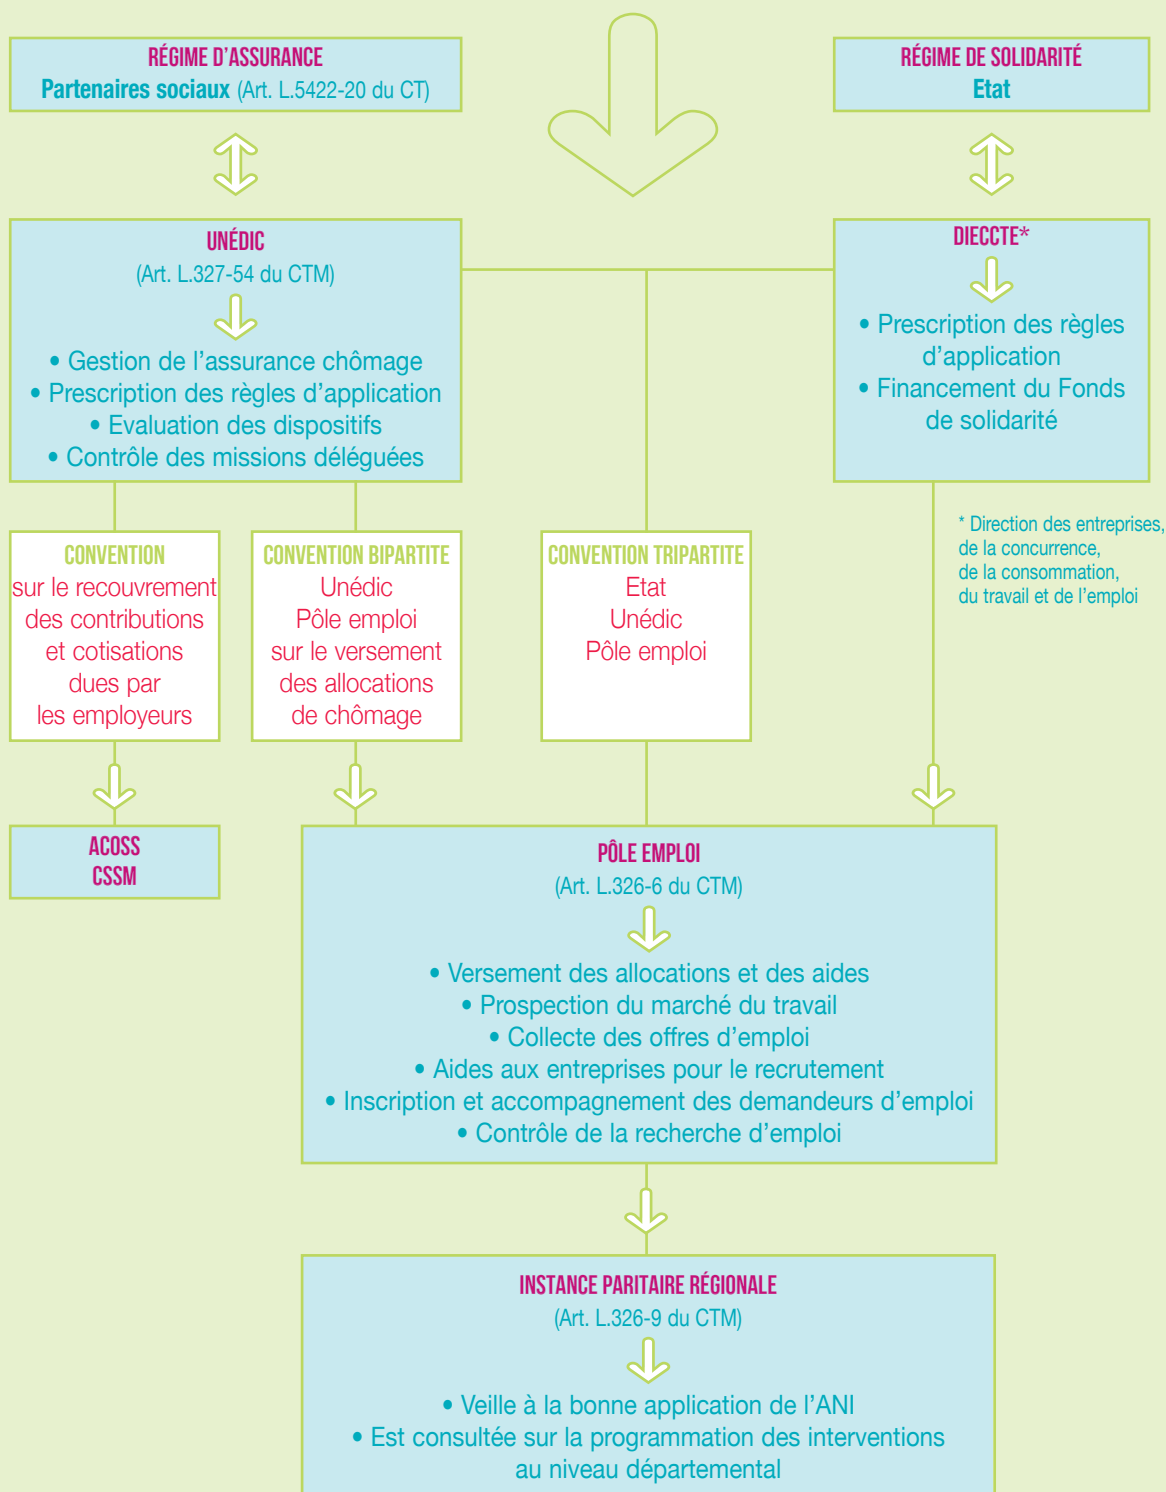 RÉGIME D'ASSURANCE
Partenaires sociaux (Art. L.5422-20 du CT)
RÉGIME DE SOLIDARITÉ
Etat
UNÉDIC
(Art. L.327-54 du CTM)
• Gestion de l'assurance chômage
• Prescription des règles d'application
• Evaluation des dispositifs
• Contrôle des missions déléguées
DIECCTE*
• Prescription des règles
d'application
• Financement du Fonds
de solidarité
* Direction des entreprises,
de la concurrence,
de la consommation,
du travail et de l'emploi
CONVENTION
sur le recouvrement
des contributions
et cotisations
dues par
les employeurs
CONVENTION BIPARTITE
Unédic
Pôle emploi
sur le versement
des allocations
de chômage
CONVENTION TRIPARTITE
Etat
Unédic
Pôle emploi
ACOSS
CSSM
PÔLE EMPLOI
(Art. L.326-6 du CTM)
• Versement des allocations et des aides
• Prospection du marché du travail
• Collecte des offres d'emploi
• Aides aux entreprises pour le recrutement
• Inscription et accompagnement des demandeurs d'emploi
• Contrôle de la recherche d'emploi
INSTANCE PARITAIRE RÉGIONALE
(Art. L.326-9 du CTM)
• Veille à la bonne application de l'ANI
• Est consultée sur la programmation des interventions
au niveau départemental